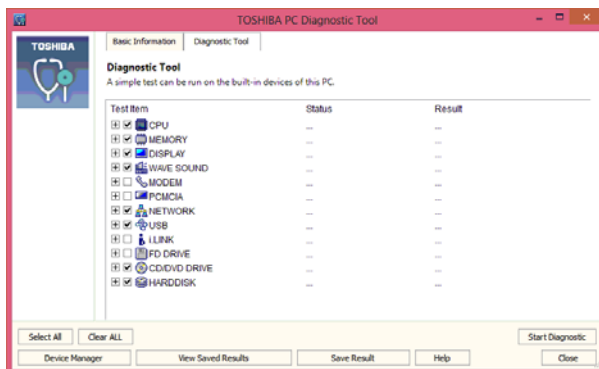 TOSHIBA PC Diagnostic Tool
TOSHIBA
Basic Information Diagnostic Tool
Diagnostic Tool
A simple test can be run on the built-in devices of this PC.
Test Item Status Result
CPU ... ...
MEMORY ... ...
DISPLAY ... ...
WAVE SOUND ... ...
MODEM ... ...
PCMCIA ... ...
NETWORK ... ...
USB ... ...
i.LINK ... ...
FD DRIVE ... ...
CD/DVD DRIVE ... ...
HARDDISK ... ...
Select All Clear ALL Start Diagnostic
Device Manager View Saved Results Save Result Help Close